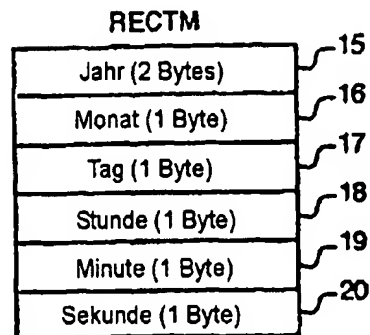 RECTM
Jahr (2 Bytes) 15
Monat (1 Byte) 16
Tag (1 Byte) 17
Stunde (1 Byte) 18
Minute (1 Byte) 19
Sekunde (1 Byte) 20